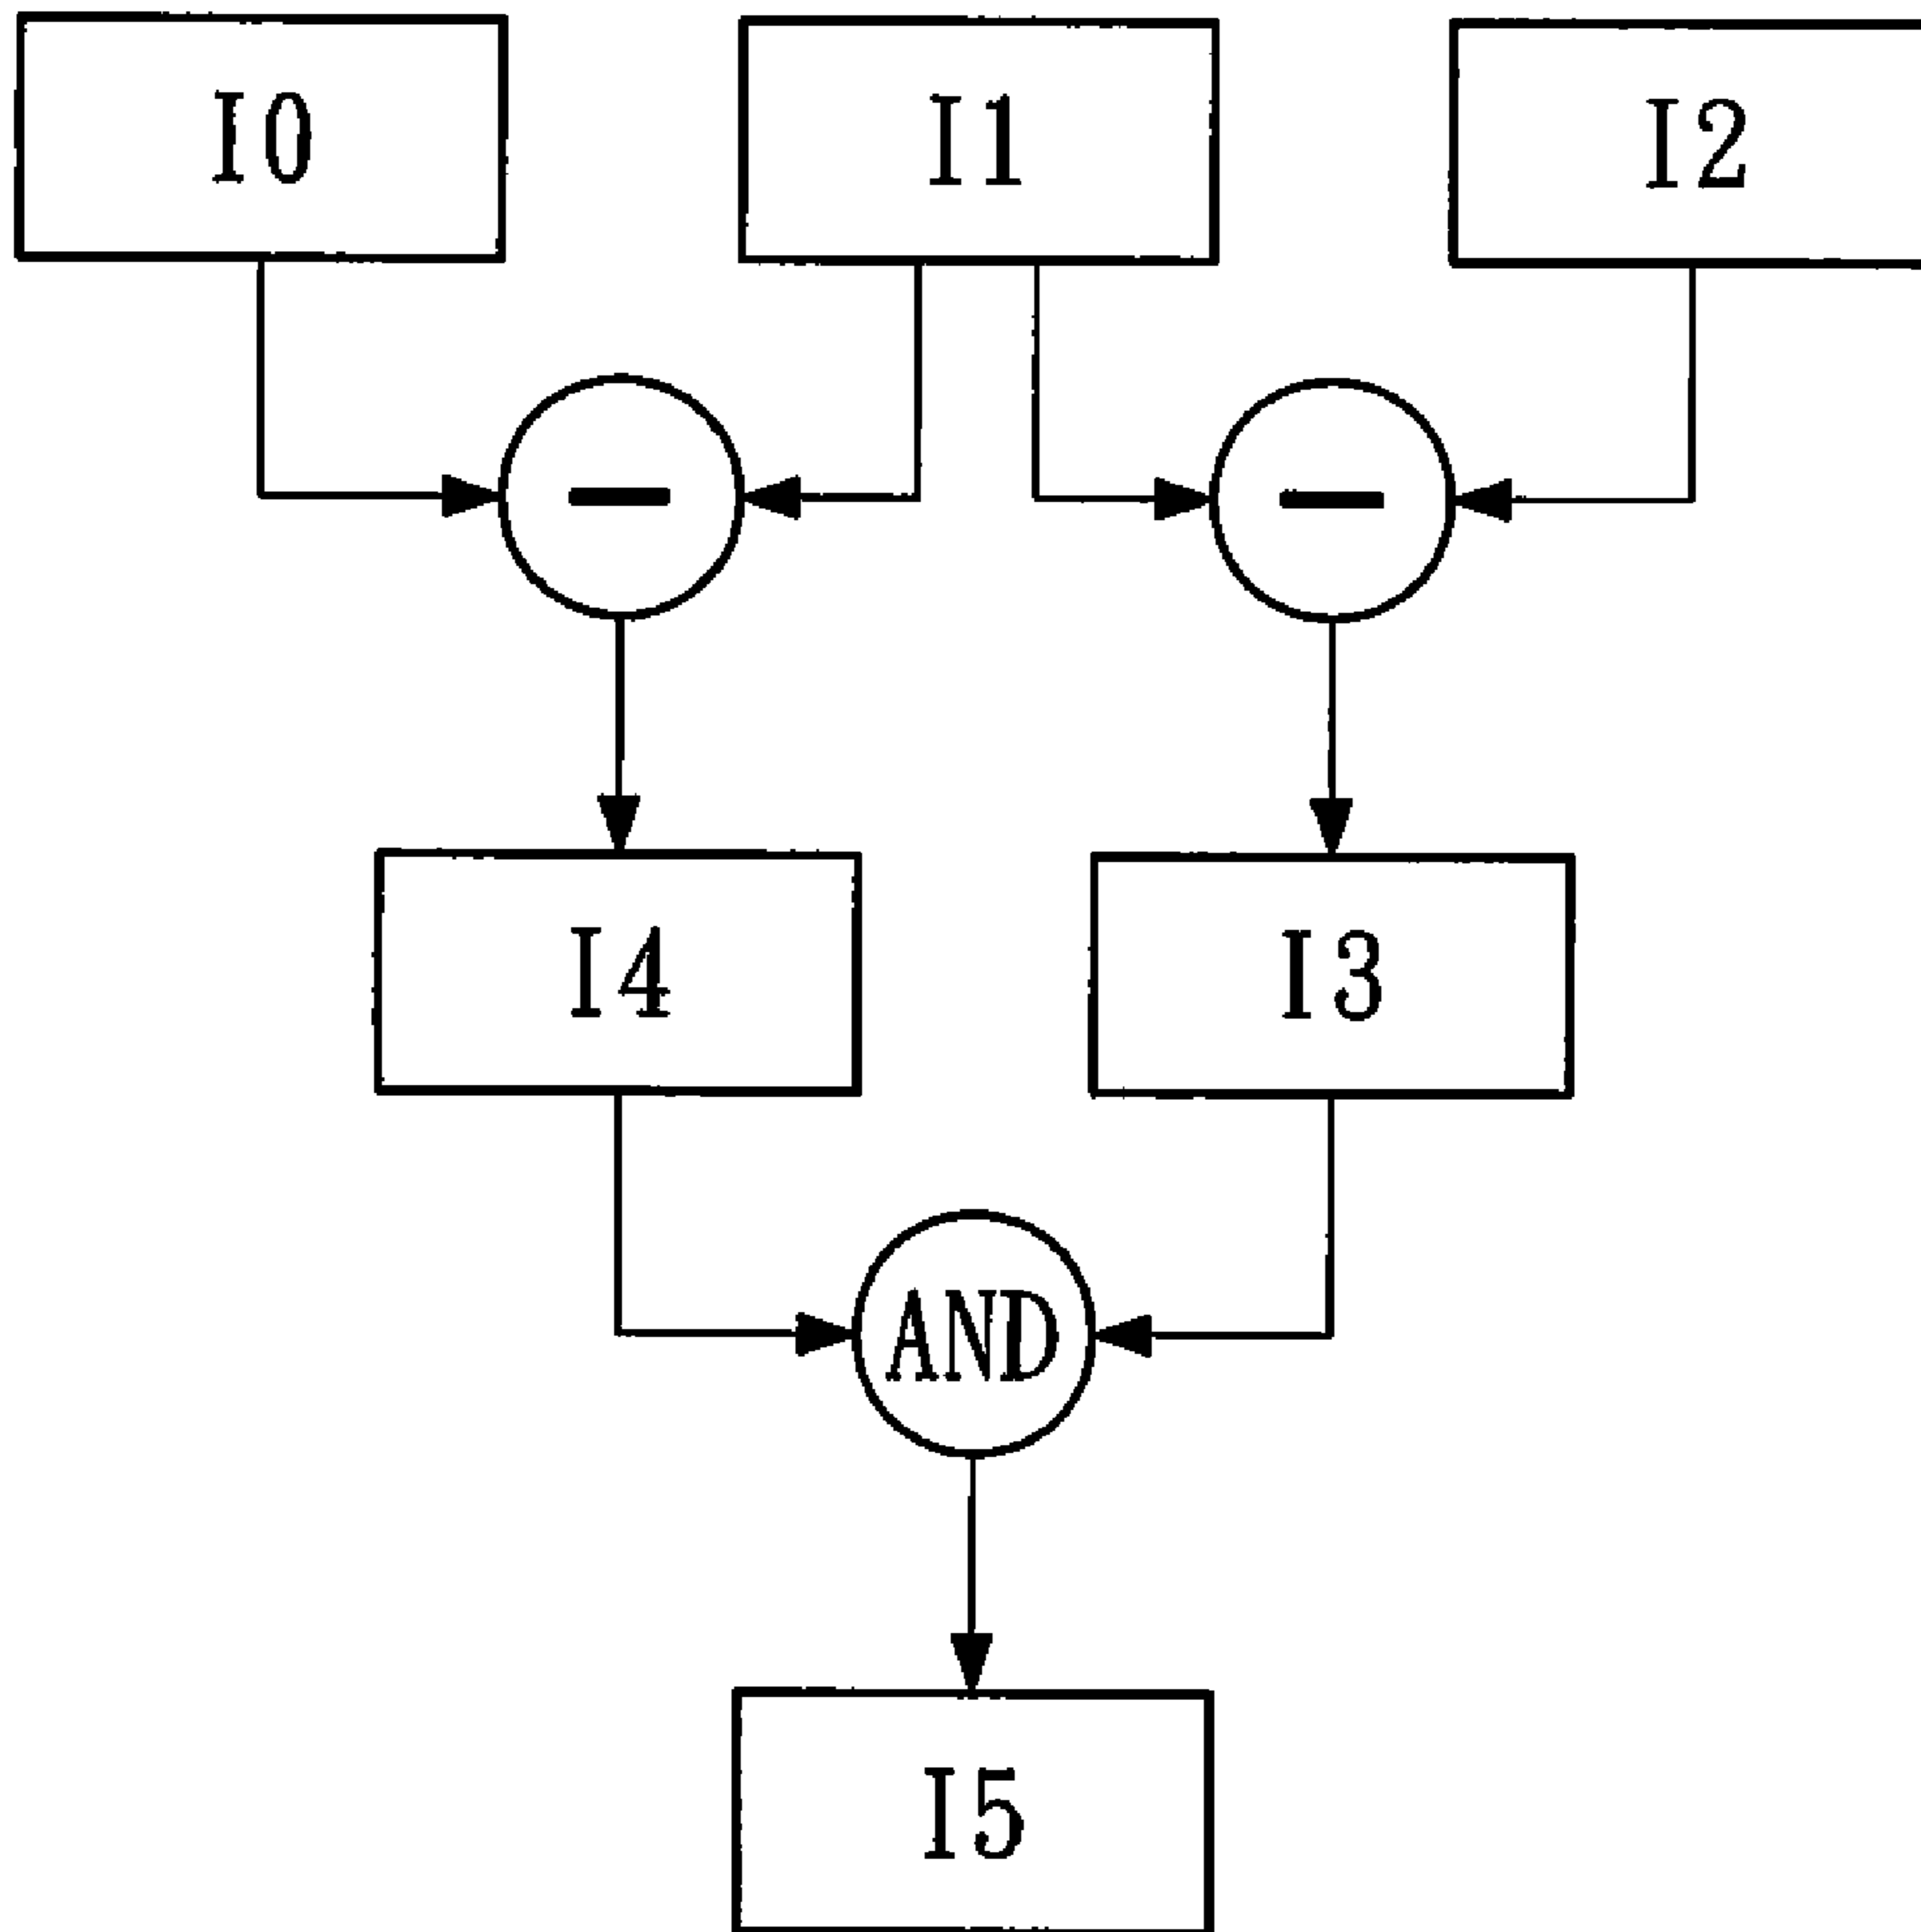 I0 I1 I2
— —
I4 I3
AND
I5